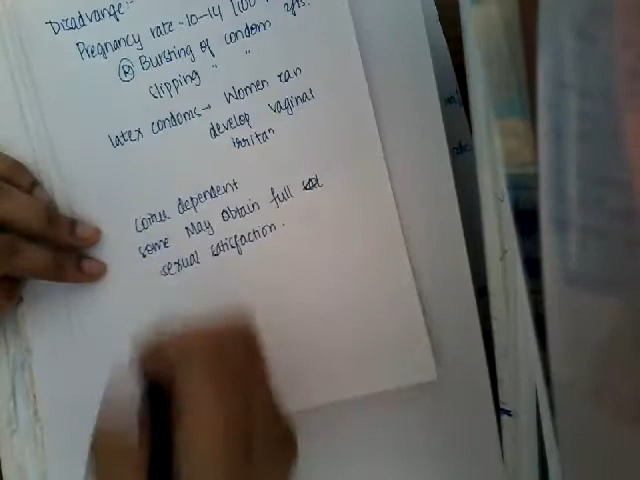 Disadvange:-
Pregnancy rate - 10-14 /100
(R) Bursting of condom
slipping " "
latex condoms → Women can
develop vaginal
irritan
coitus dependent
some May obtain full
sexual satisfaction.